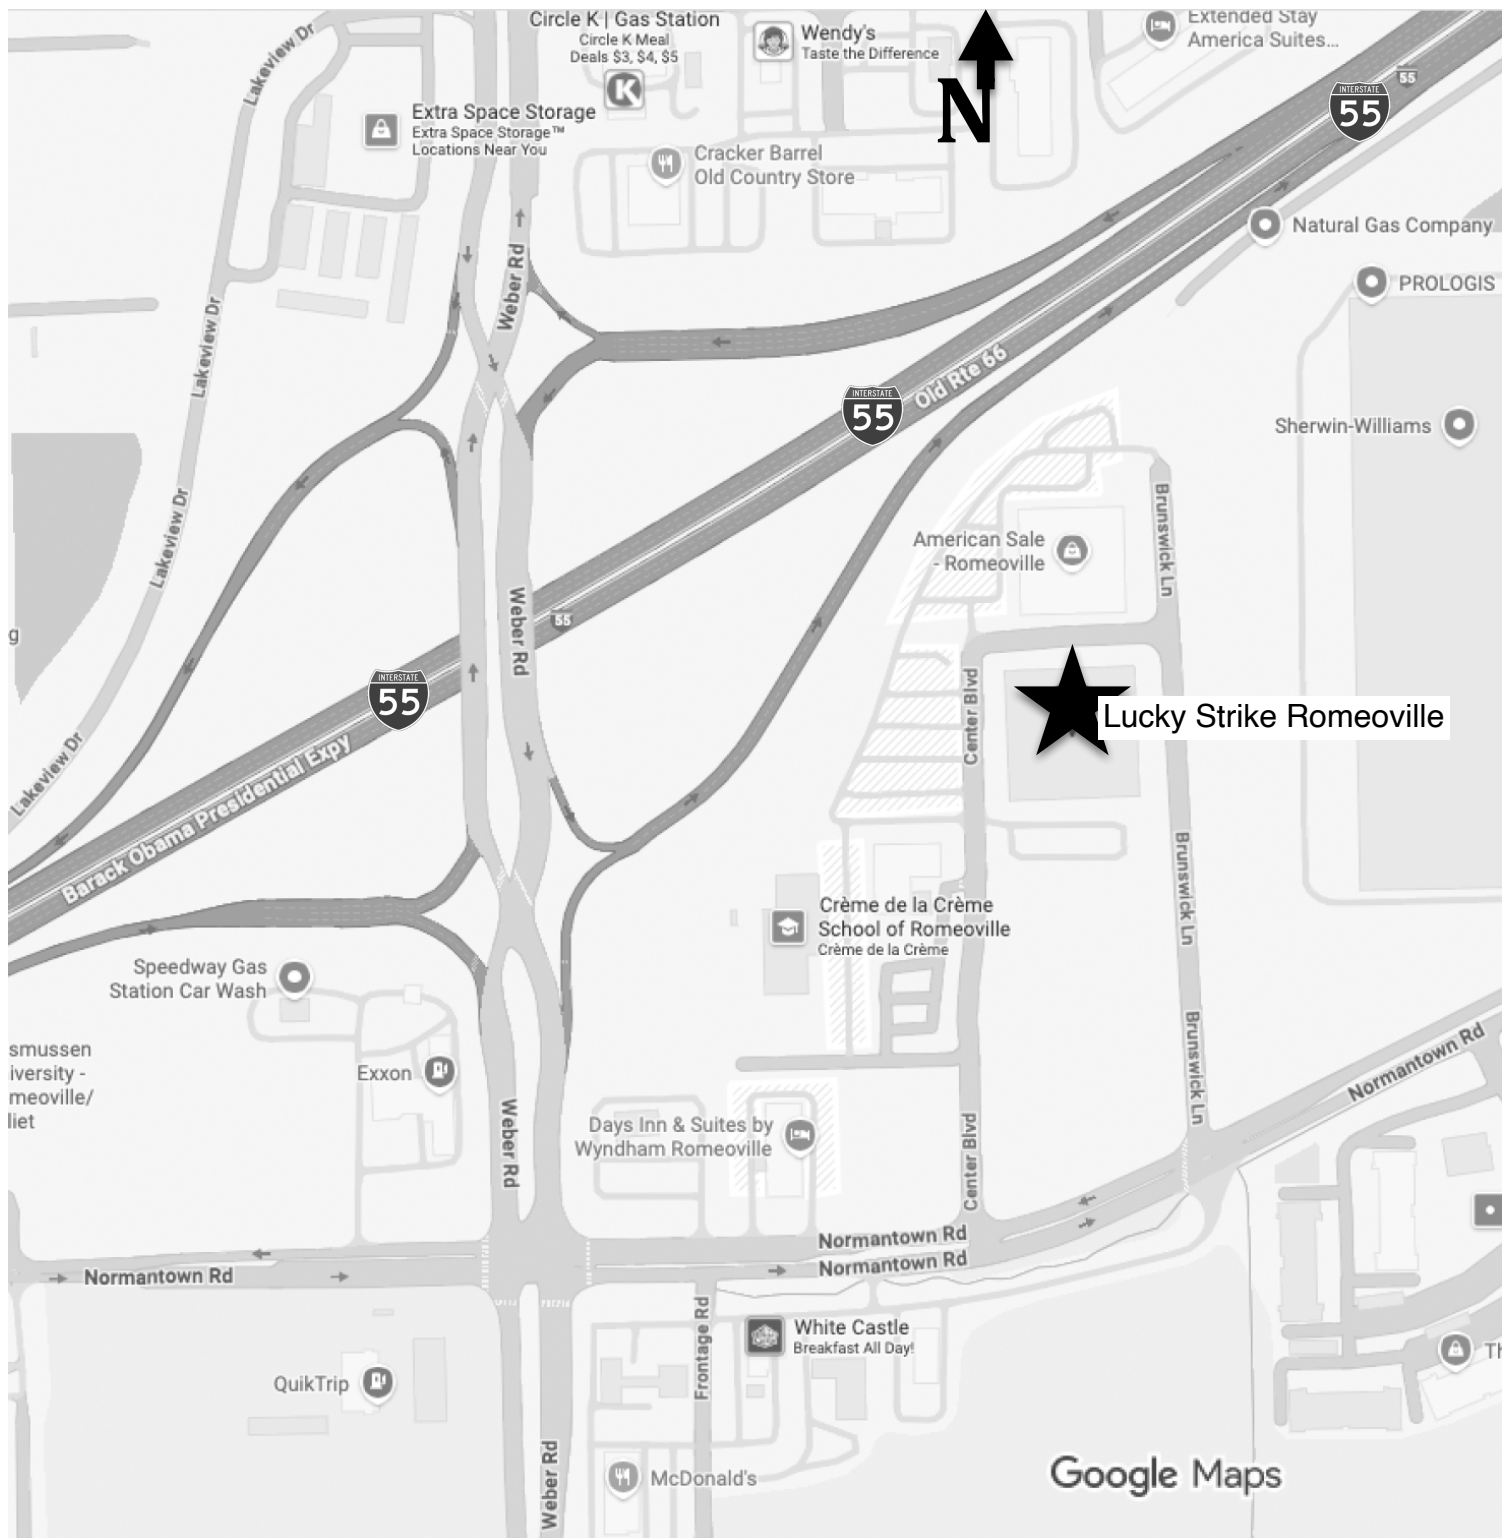 Circle K | Gas Station
Circle K Meal
Deals $3, $4, $5
Wendy's
Taste the Difference
Extended Stay
America Suites...
N
Lakeview Dr
Extra Space Storage
Extra Space Storage™
Locations Near You
Cracker Barrel
Old Country Store
55
INTERSTATE
55
Natural Gas Company
PROLOGIS
Weber Rd
Lakeview Dr
Old Rte 66
INTERSTATE
55
Sherwin-Williams
Lakeview Dr
Brunswick Ln
American Sale
- Romeoville
Weber Rd
55
g
INTERSTATE
55
Center Blvd
Lucky Strike Romeoville
Lakeview Dr
Barack Obama Presidential Expy
Brunswick Ln
Crème de la Crème
School of Romeoville
Crème de la Crème
Speedway Gas
Station Car Wash
Brunswick Ln
Normantown Rd
smussen
iversity -
meoville/
liet
Exxon
Weber Rd
Days Inn & Suites by
Wyndham Romeoville
Center Blvd
Normantown Rd
Normantown Rd
Normantown Rd
Frontage Rd
White Castle
Breakfast All Day!
Th
QuikTrip
Weber Rd
McDonald's
Google Maps